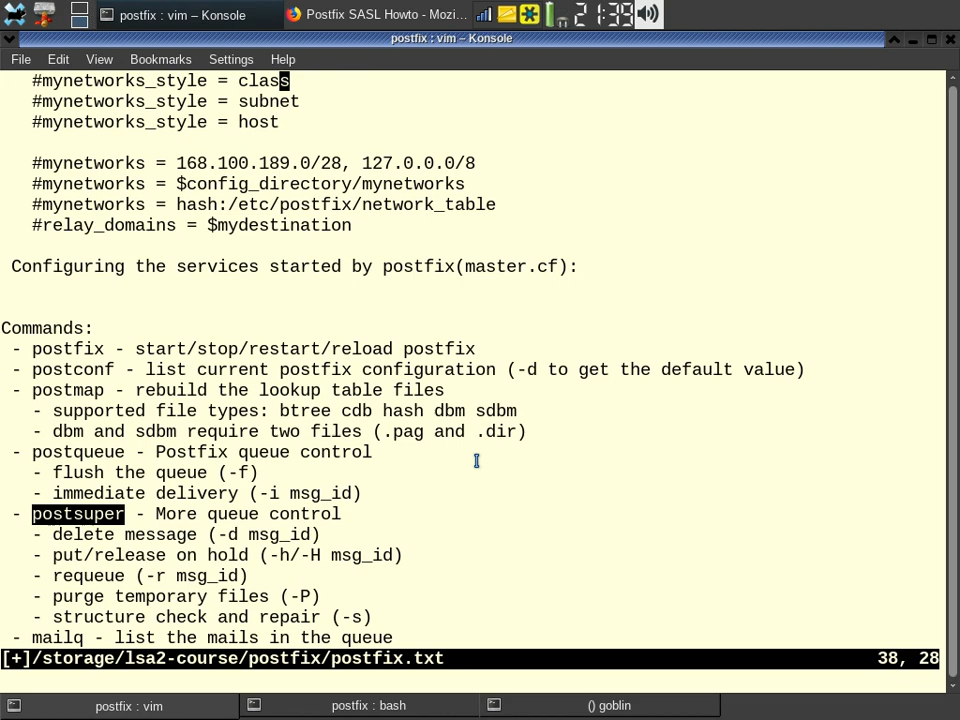 postfix : vim – Konsole
Postfix SASL Howto - Mozi...
2 1:39
postfix : vim – Konsole
File Edit View Bookmarks Settings Help
#mynetworks_style = class
#mynetworks_style = subnet
#mynetworks_style = host
#mynetworks = 168.100.189.0/28, 127.0.0.0/8
#mynetworks = $config_directory/mynetworks
#mynetworks = hash:/etc/postfix/network_table
#relay_domains = $mydestination
Configuring the services started by postfix(master.cf):
Commands:
- postfix - start/stop/restart/reload postfix
- postconf - list current postfix configuration (-d to get the default value)
- postmap - rebuild the lookup table files
- supported file types: btree cdb hash dbm sdbm
- dbm and sdbm require two files (.pag and .dir)
- postqueue - Postfix queue control
- flush the queue (-f)
- immediate delivery (-i msg_id)
- postsuper - More queue control
- delete message (-d msg_id)
- put/release on hold (-h/-H msg_id)
- requeue (-r msg_id)
- purge temporary files (-P)
- structure check and repair (-s)
- mailq - list the mails in the queue
[+]/storage/lsa2-course/postfix/postfix.txt 38, 28
postfix : vim
postfix : bash
() goblin